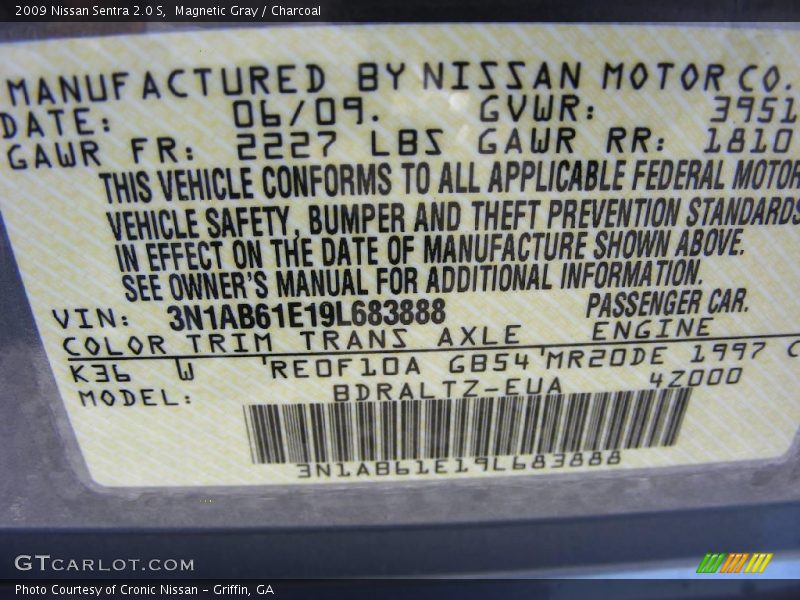 2009 Nissan Sentra 2.0 S, Magnetic Gray / Charcoal
MANUFACTURED BY NISSAN MOTOR CO.
DATE: 06/09. GVWR: 3951
GAWR FR: 2227 LBS GAWR RR: 1810
THIS VEHICLE CONFORMS TO ALL APPLICABLE FEDERAL MOTOR
VEHICLE SAFETY, BUMPER AND THEFT PREVENTION STANDARDS
IN EFFECT ON THE DATE OF MANUFACTURE SHOWN ABOVE.
SEE OWNER'S MANUAL FOR ADDITIONAL INFORMATION.
VIN: 3N1AB61E19L683888 PASSENGER CAR.
COLOR TRIM TRANS AXLE ENGINE
K36 W 'RE0F10A GB54 'MR20DE 1997 C
MODEL: BDRALTZ-EUA 4Z000
3N1AB61E19L683888
GTCARLOT.COM
Photo Courtesy of Cronic Nissan - Griffin, GA